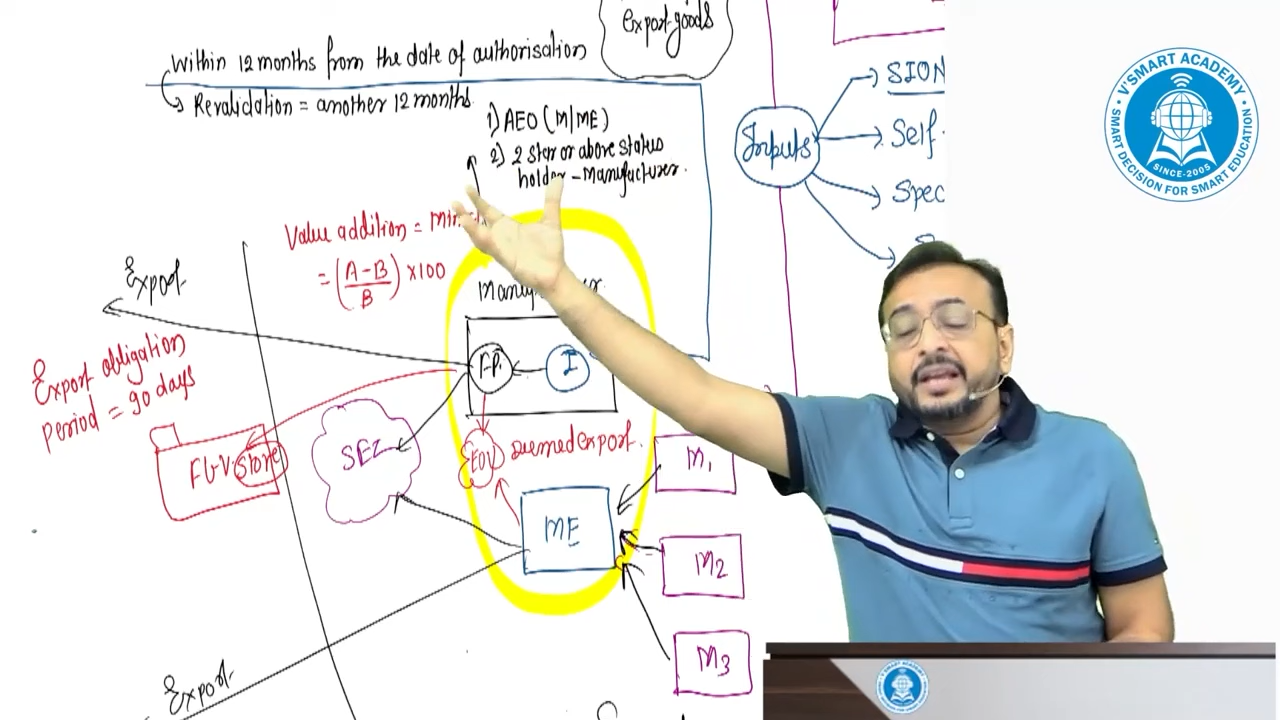 Export goods
Within 12 months from the date of authorisation
Revalidation = another 12 months.
1) AEO (M/ME)
2) 2 star or above status
holder - Manufacturer.
Inputs
SION
Self
Spec
Value addition =
= (A-B/B) ×100
Export
Export obligation
period = 90 days
F.P.
I
store
SEZ
EOU
deemed export.
ME
M1
M2
M3
Export
V'SMART ACADEMY
SINCE-2005
SMART DECISION FOR SMART EDUCATION
V'SMART ACADEMY